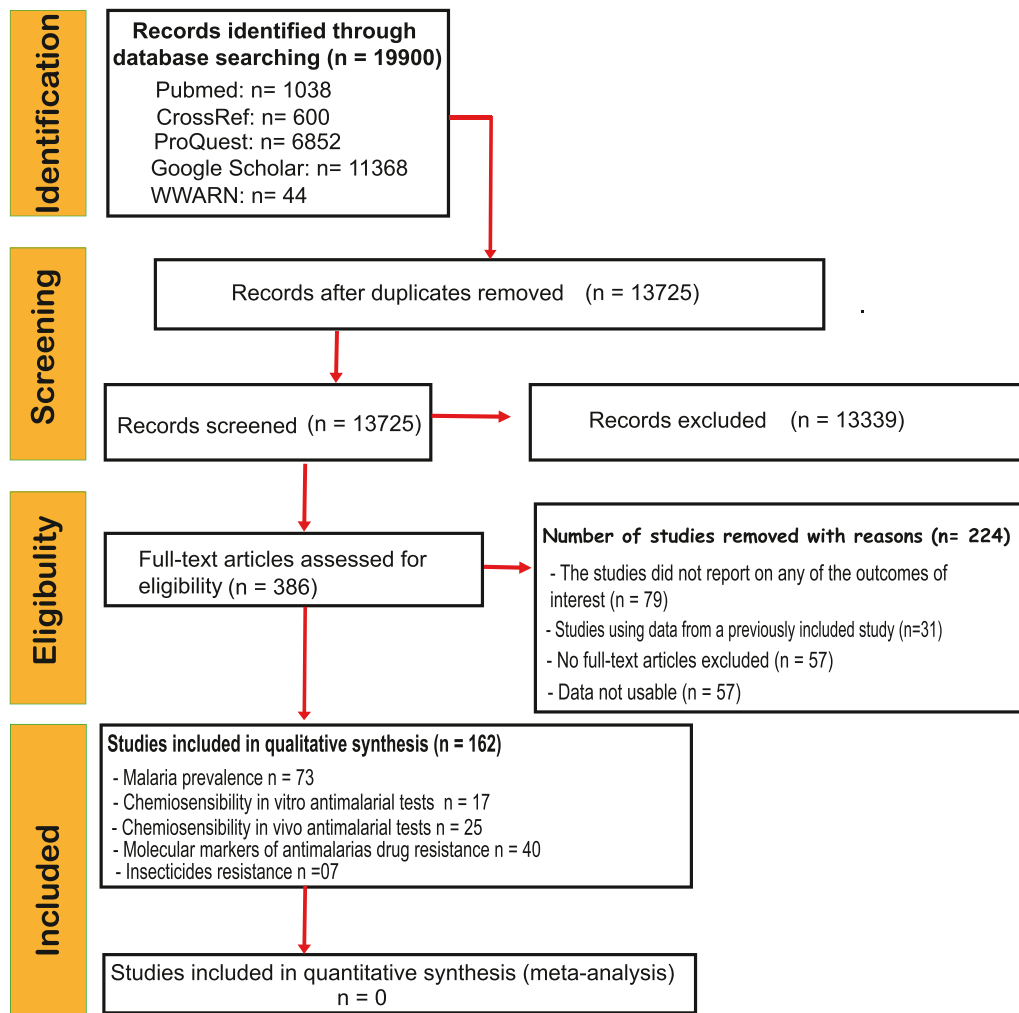 Identification
Records identified through
database searching (n = 19900)
Pubmed: n= 1038
CrossRef: n= 600
ProQuest: n= 6852
Google Scholar: n= 11368
WWARN: n= 44
Screening
Records after duplicates removed (n = 13725)
Records screened (n = 13725)
Records excluded (n = 13339)
Eligibulity
Full-text articles assessed for
eligibility (n = 386)
Number of studies removed with reasons (n= 224)
- The studies did not report on any of the outcomes of
interest (n = 79)
- Studies using data from a previously included study (n=31)
- No full-text articles excluded (n = 57)
- Data not usable (n = 57)
Included
Studies included in qualitative synthesis (n = 162)
- Malaria prevalence n = 73
- Chemiosensibility in vitro antimalarial tests n = 17
- Chemiosensibility in vivo antimalarial tests n = 25
- Molecular markers of antimalarias drug resistance n = 40
- Insecticides resistance n =07
Studies included in quantitative synthesis (meta-analysis)
n = 0